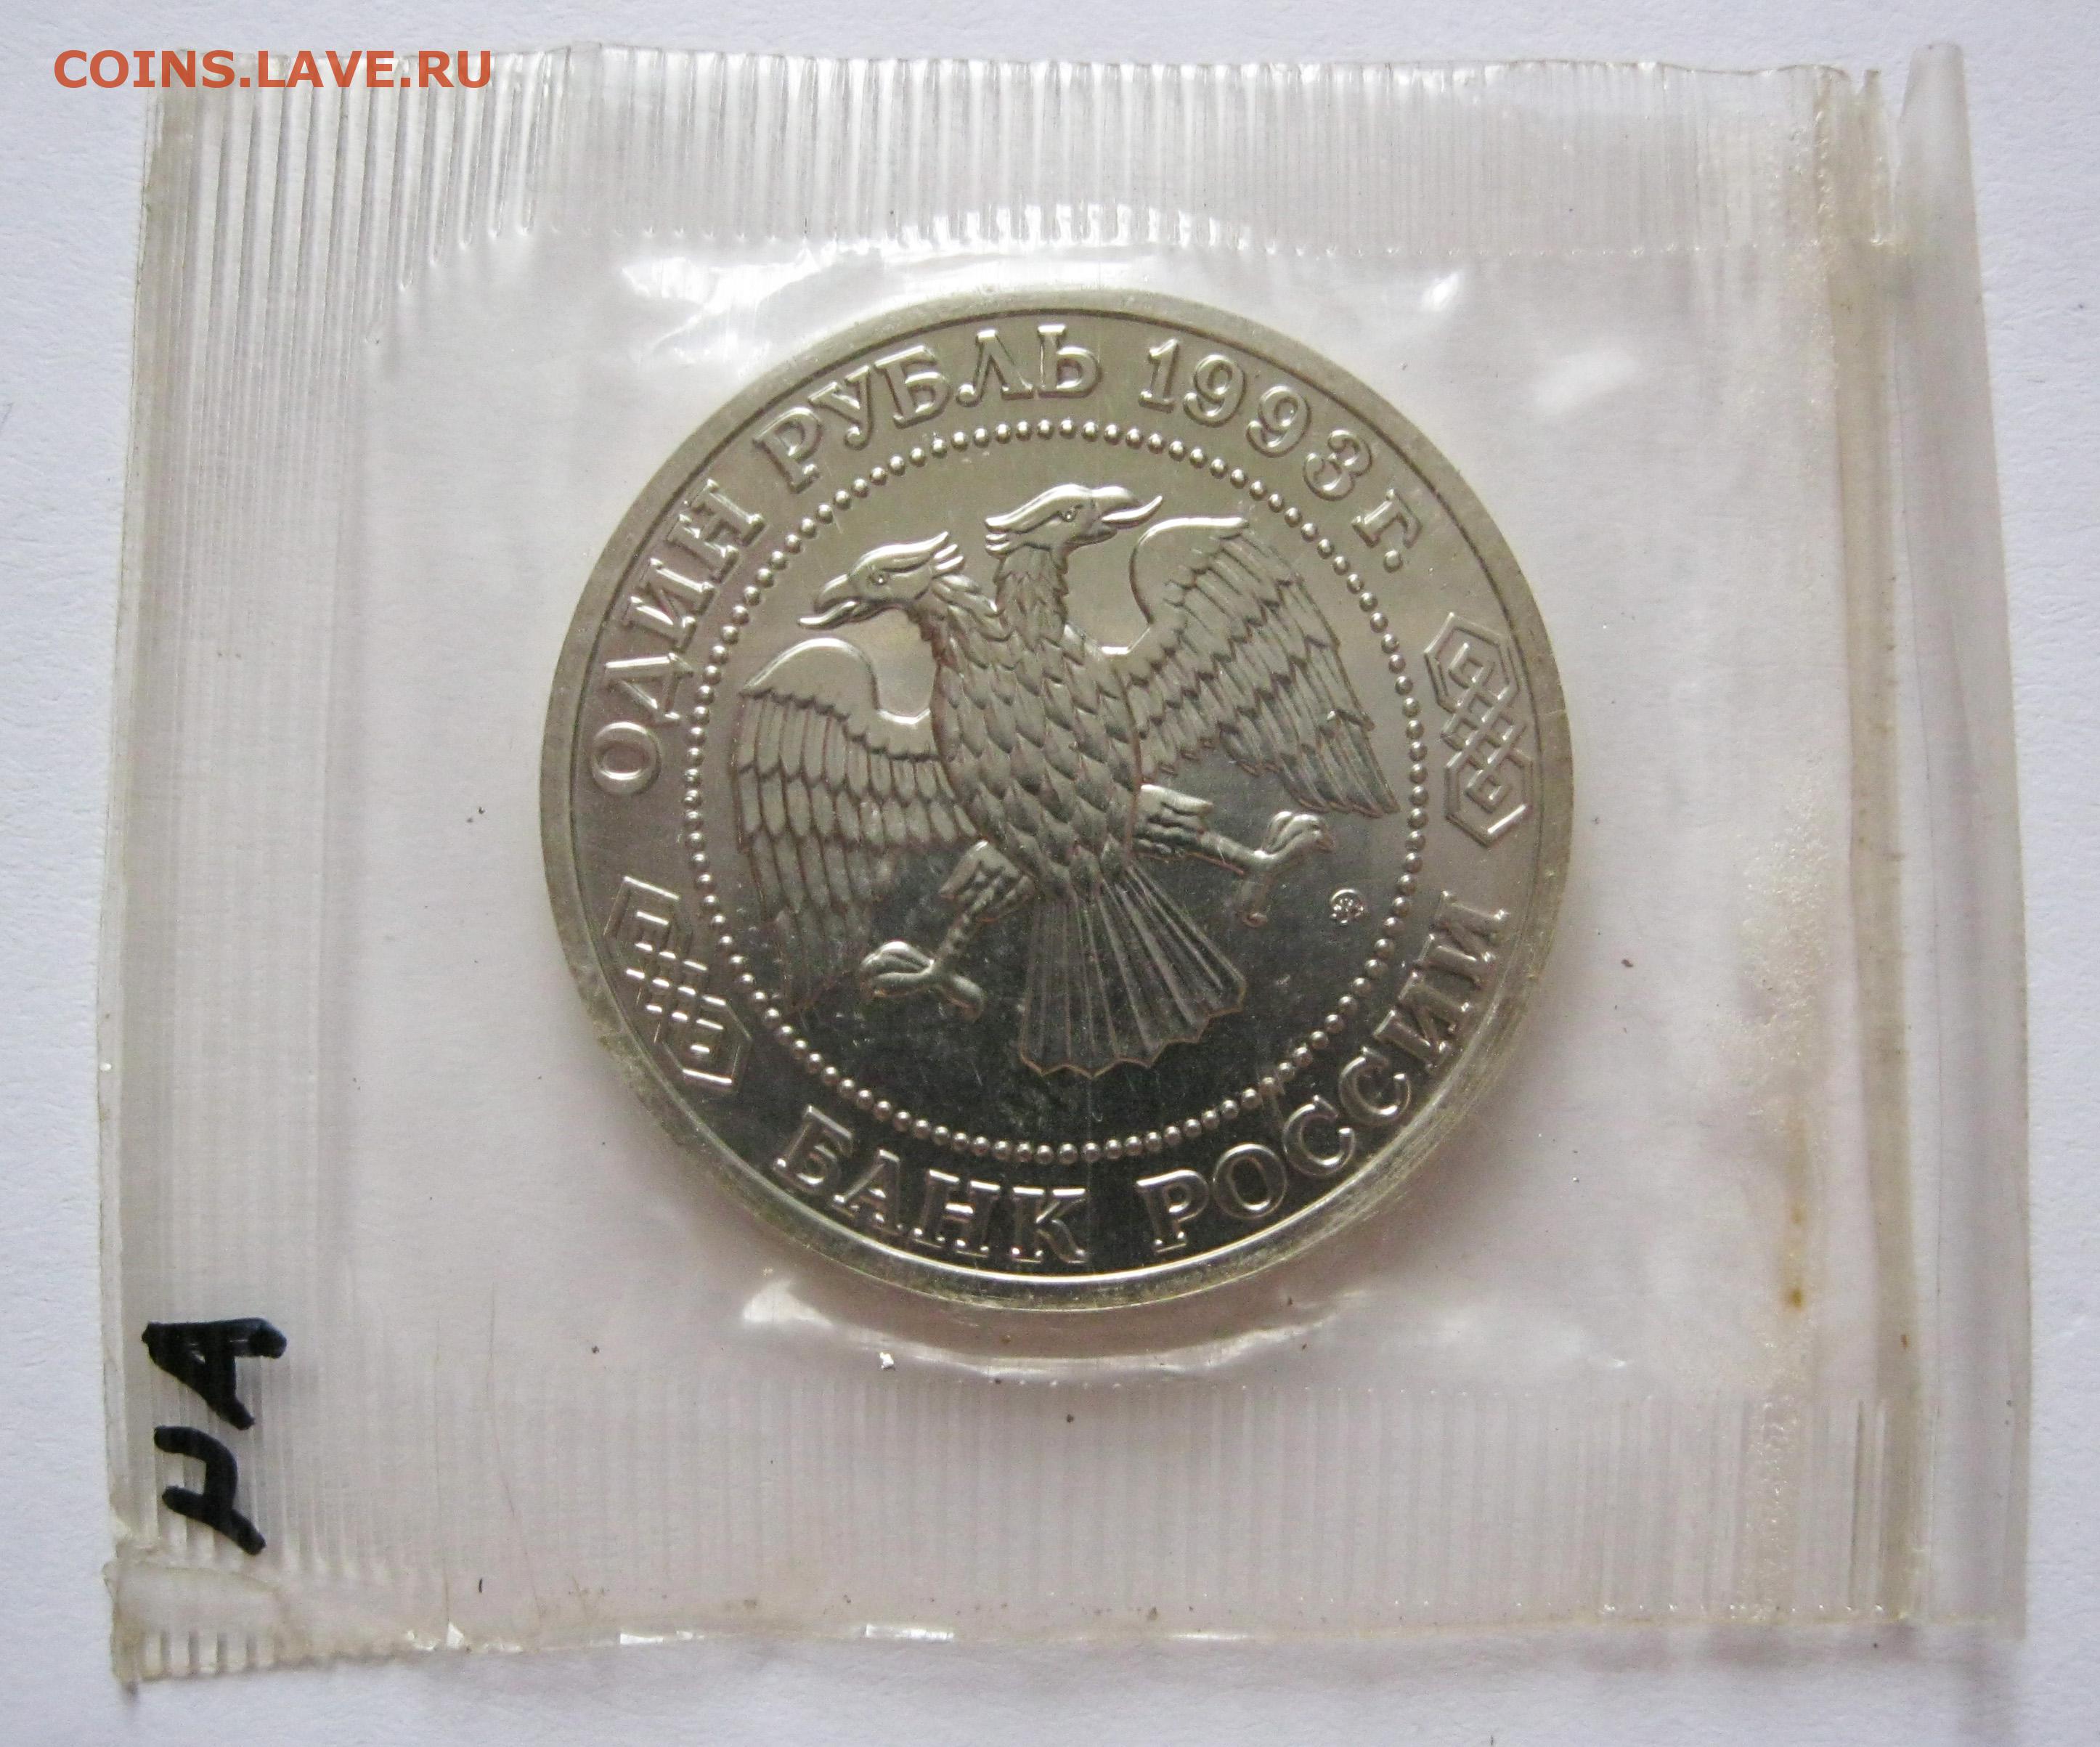 COINS.LAVE.RU
ОДИН РУБЛЬ 1993 г.
БАНК РОССИИ